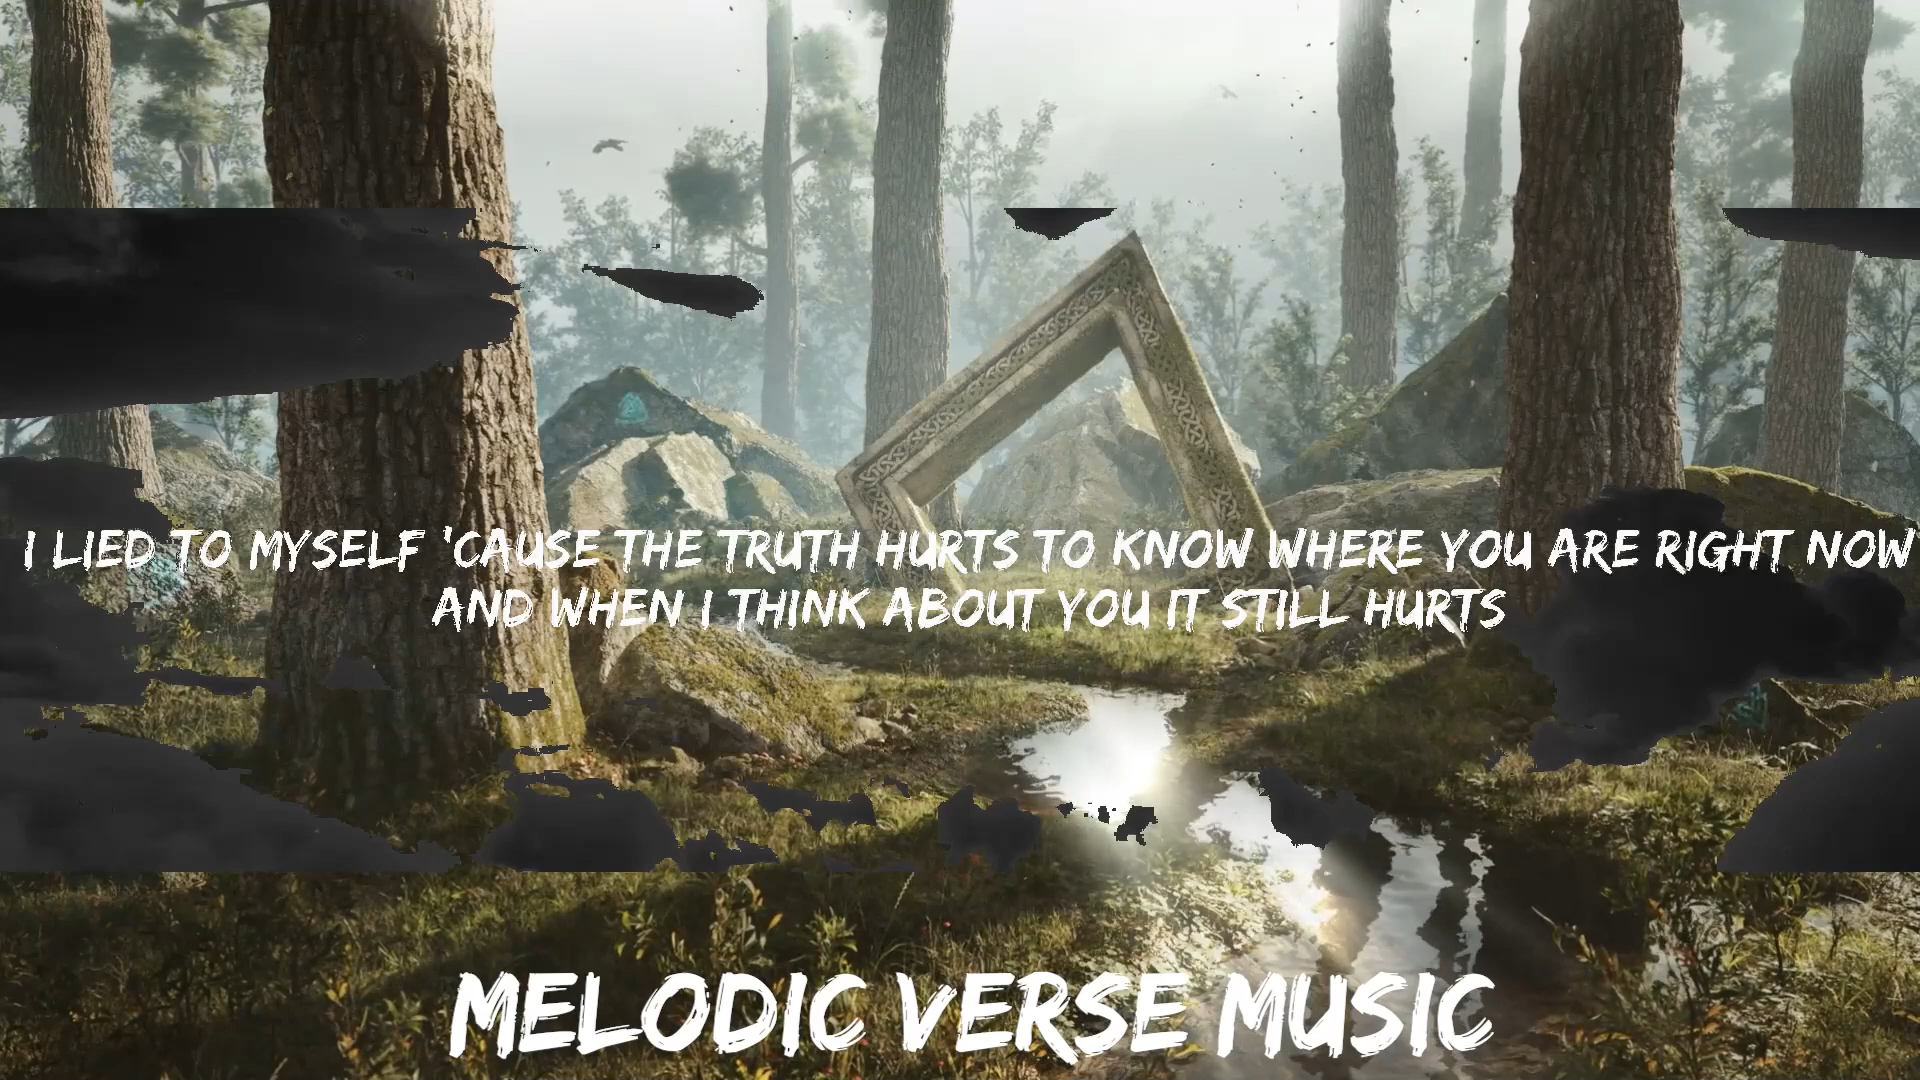 I LIED TO MYSELF 'CAUSE THE TRUTH HURTS TO KNOW WHERE YOU ARE RIGHT NOW
AND WHEN I THINK ABOUT YOU IT STILL HURTS
MELODIC VERSE MUSIC